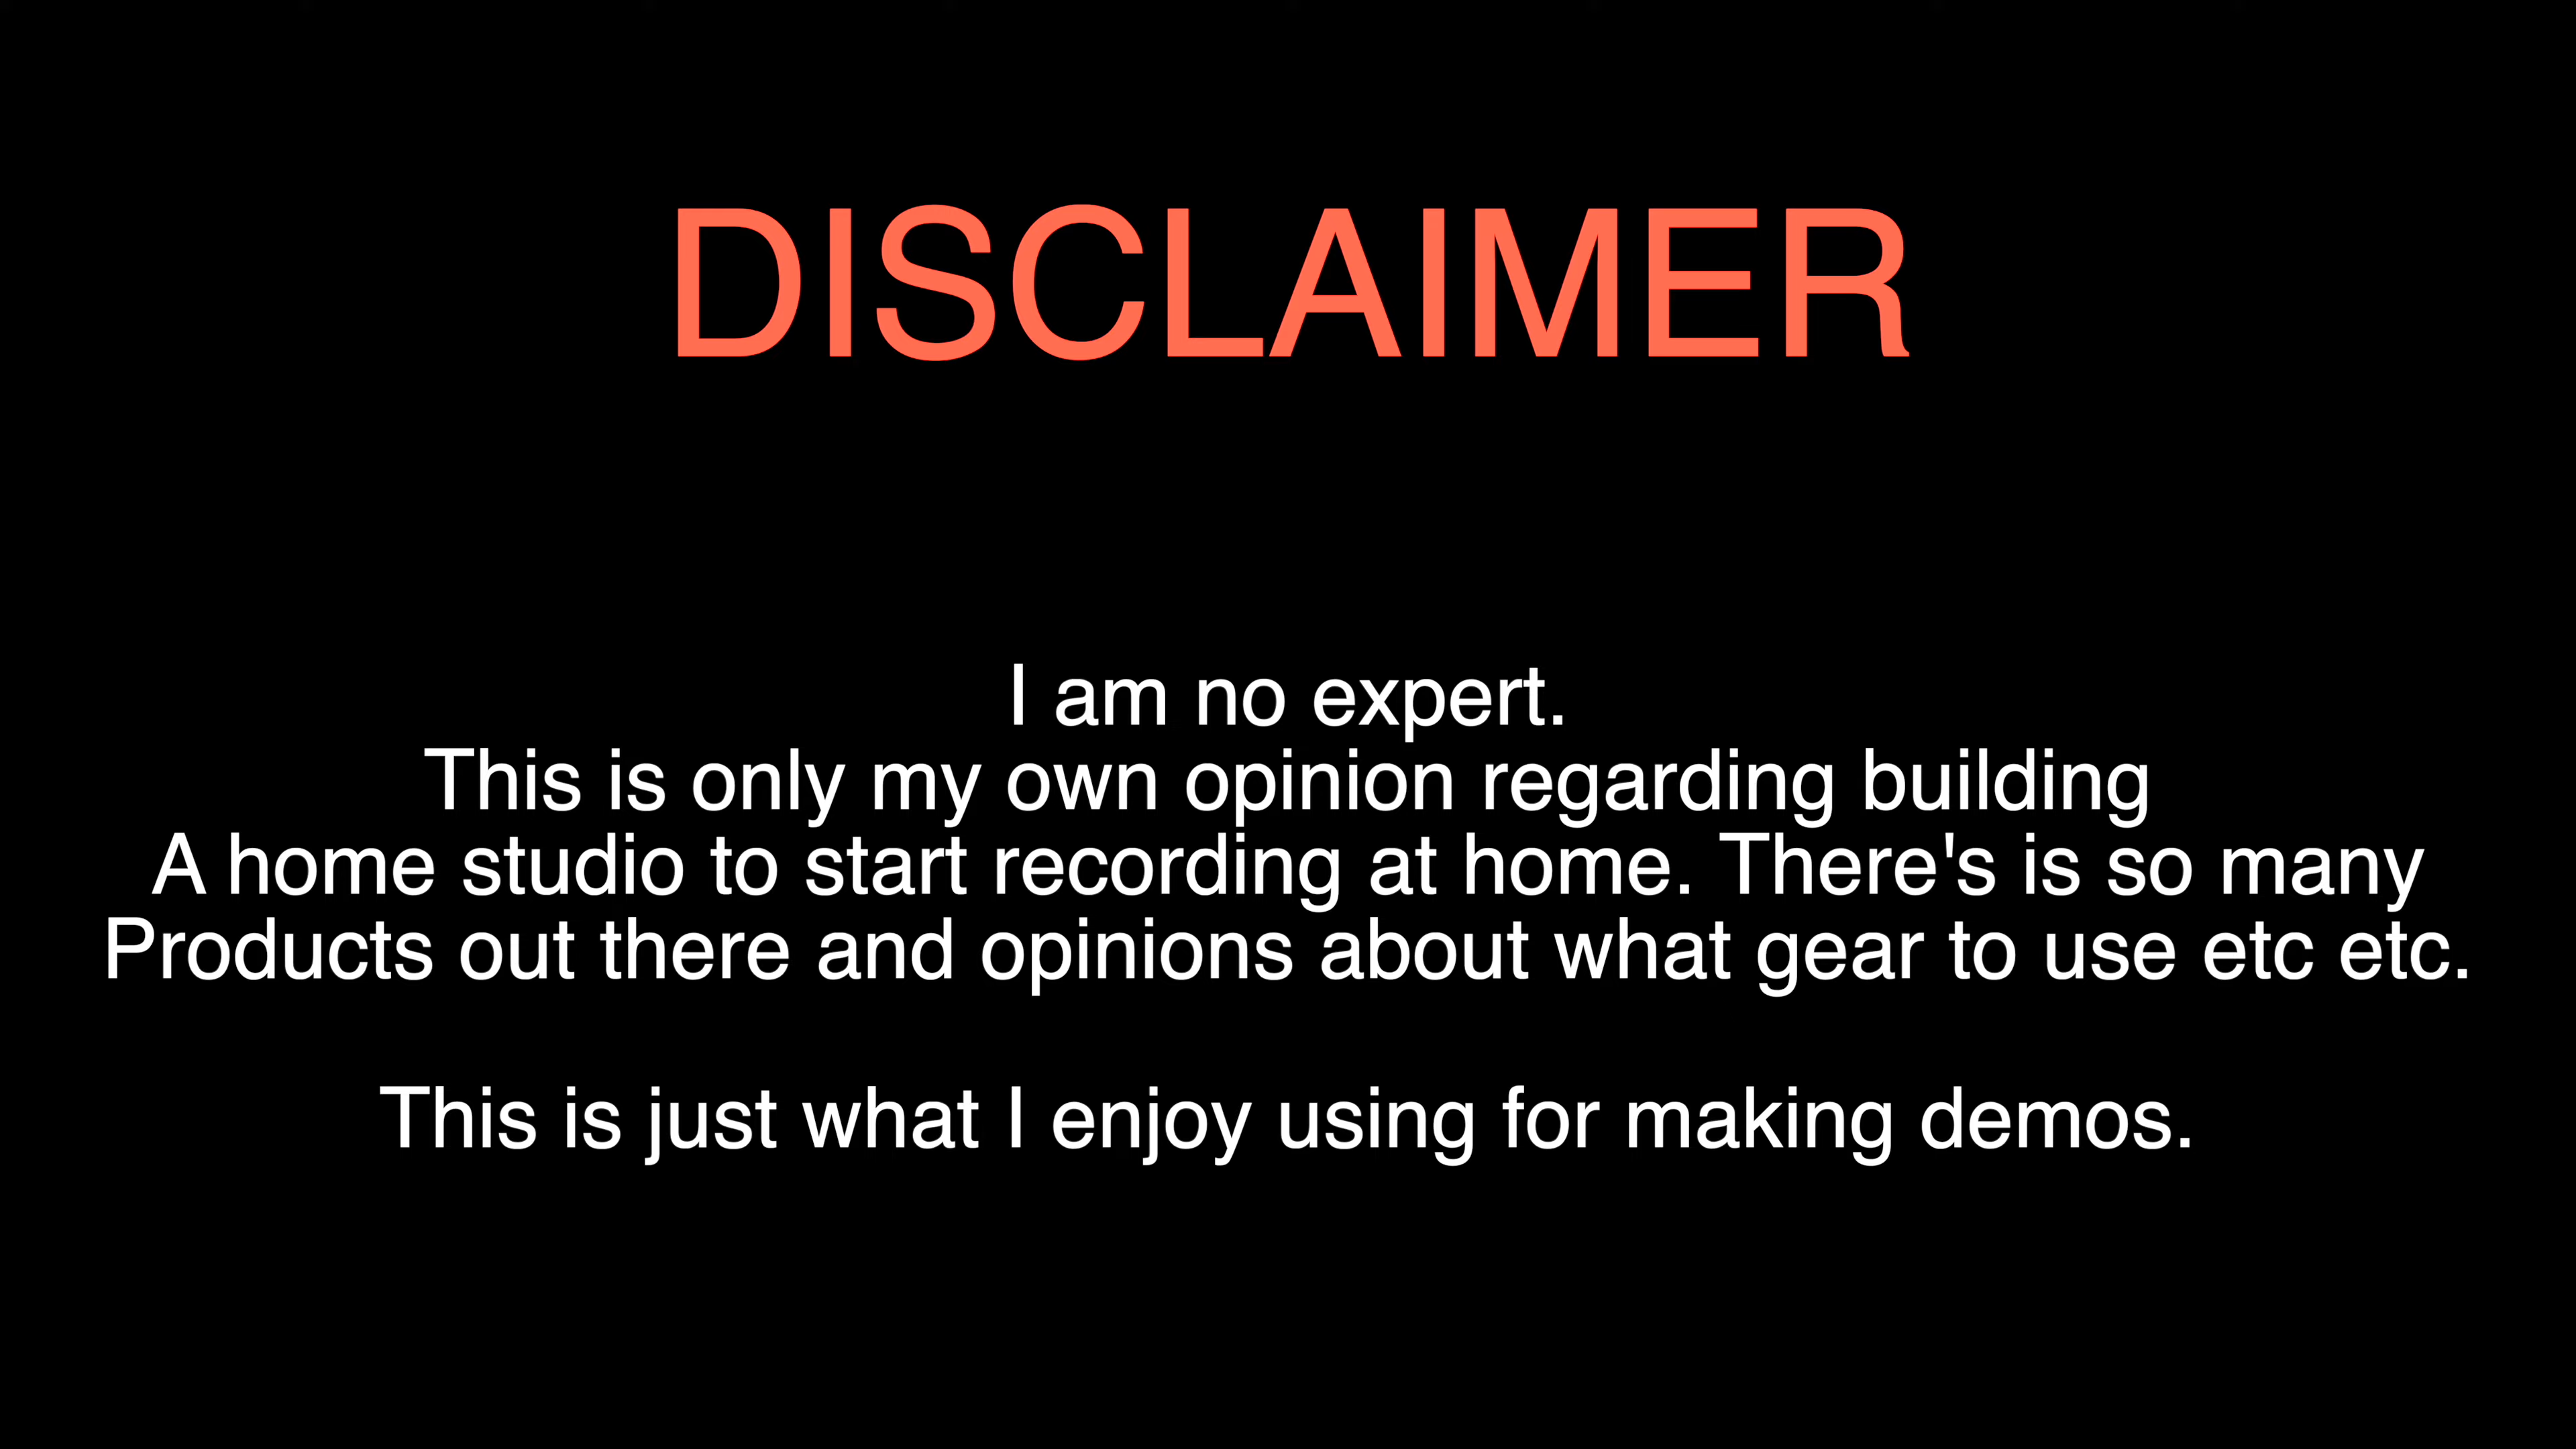 DISCLAIMER
I am no expert.
This is only my own opinion regarding building
A home studio to start recording at home. There's is so many
Products out there and opinions about what gear to use etc etc.
This is just what I enjoy using for making demos.